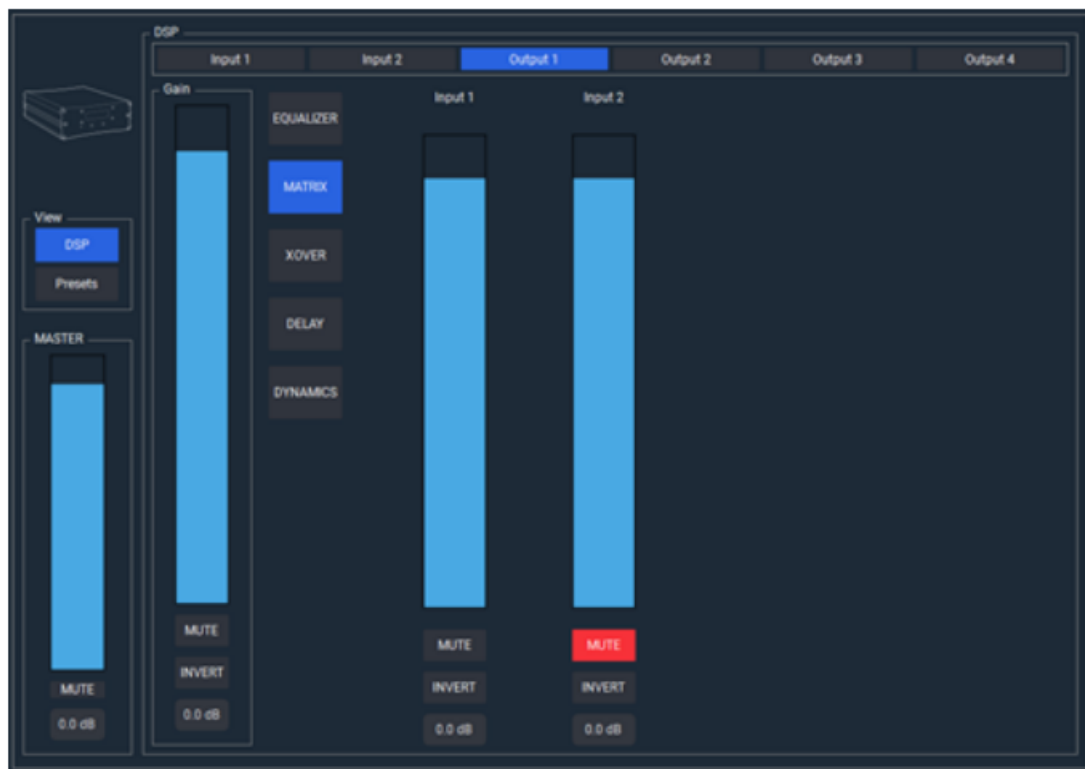 DSP
Input 1 Input 2 Output 1 Output 2 Output 3 Output 4
Gain
Input 1 Input 2
EQUALIZER
MATRIX
XOVER
DELAY
DYNAMICS
View
DSP
Presets
MASTER
MUTE
0.0 dB
MUTE
INVERT
0.0 dB
MUTE MUTE
INVERT INVERT
0.0 dB 0.0 dB